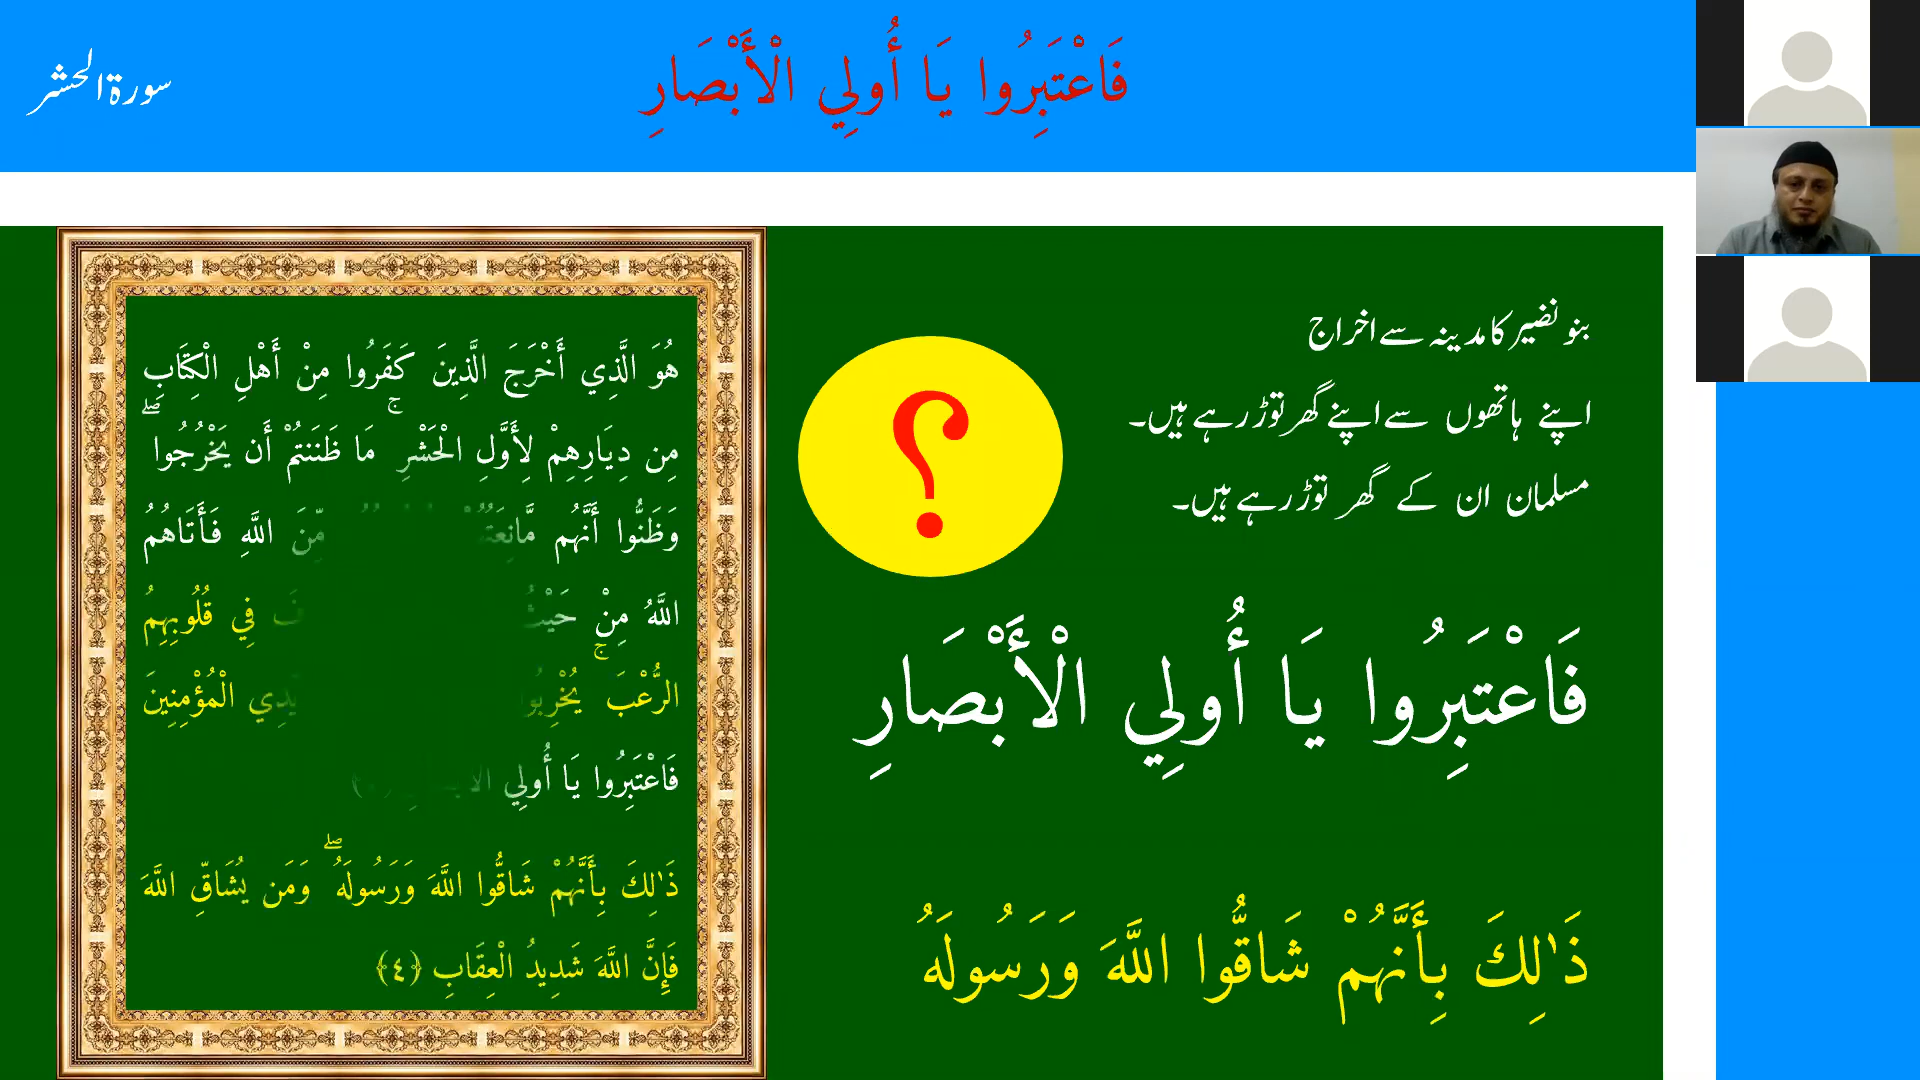 فَاعْتَبِرُوا يَا أُولِي الْأَبْصَارِ
سورۃ الحشر
بنو نضیر کا مدینہ سے اخراج
اپنے ہاتھوں سے اپنے گھر توڑ رہے ہیں۔
مسلمان ان کے گھر توڑ رہے ہیں۔
؟
فَاعْتَبِرُوا يَا أُولِي الْأَبْصَارِ
ذَٰلِكَ بِأَنَّهُمْ شَاقُّوا اللَّهَ وَرَسُولَهُ
هُوَ الَّذِي أَخْرَجَ الَّذِينَ كَفَرُوا مِنْ أَهْلِ الْكِتَابِ
مِن دِيَارِهِمْ لِأَوَّلِ الْحَشْرِ ۚ مَا ظَنَنتُمْ أَن يَخْرُجُوا ۖ
وَظَنُّوا أَنَّهُم مَّانِعَتُهُمْ مِّنَ اللَّهِ فَأَتَاهُمُ
اللَّهُ مِنْ حَيْثُ فِي قُلُوبِهِمُ
الرُّعْبَ ۚ يُخْرِبُونَ الْمُؤْمِنِينَ
فَاعْتَبِرُوا يَا أُولِي الْأَبْصَارِ
ذَٰلِكَ بِأَنَّهُمْ شَاقُّوا اللَّهَ وَرَسُولَهُ ۖ وَمَن يُشَاقِّ اللَّهَ
فَإِنَّ اللَّهَ شَدِيدُ الْعِقَابِ ﴿٤﴾